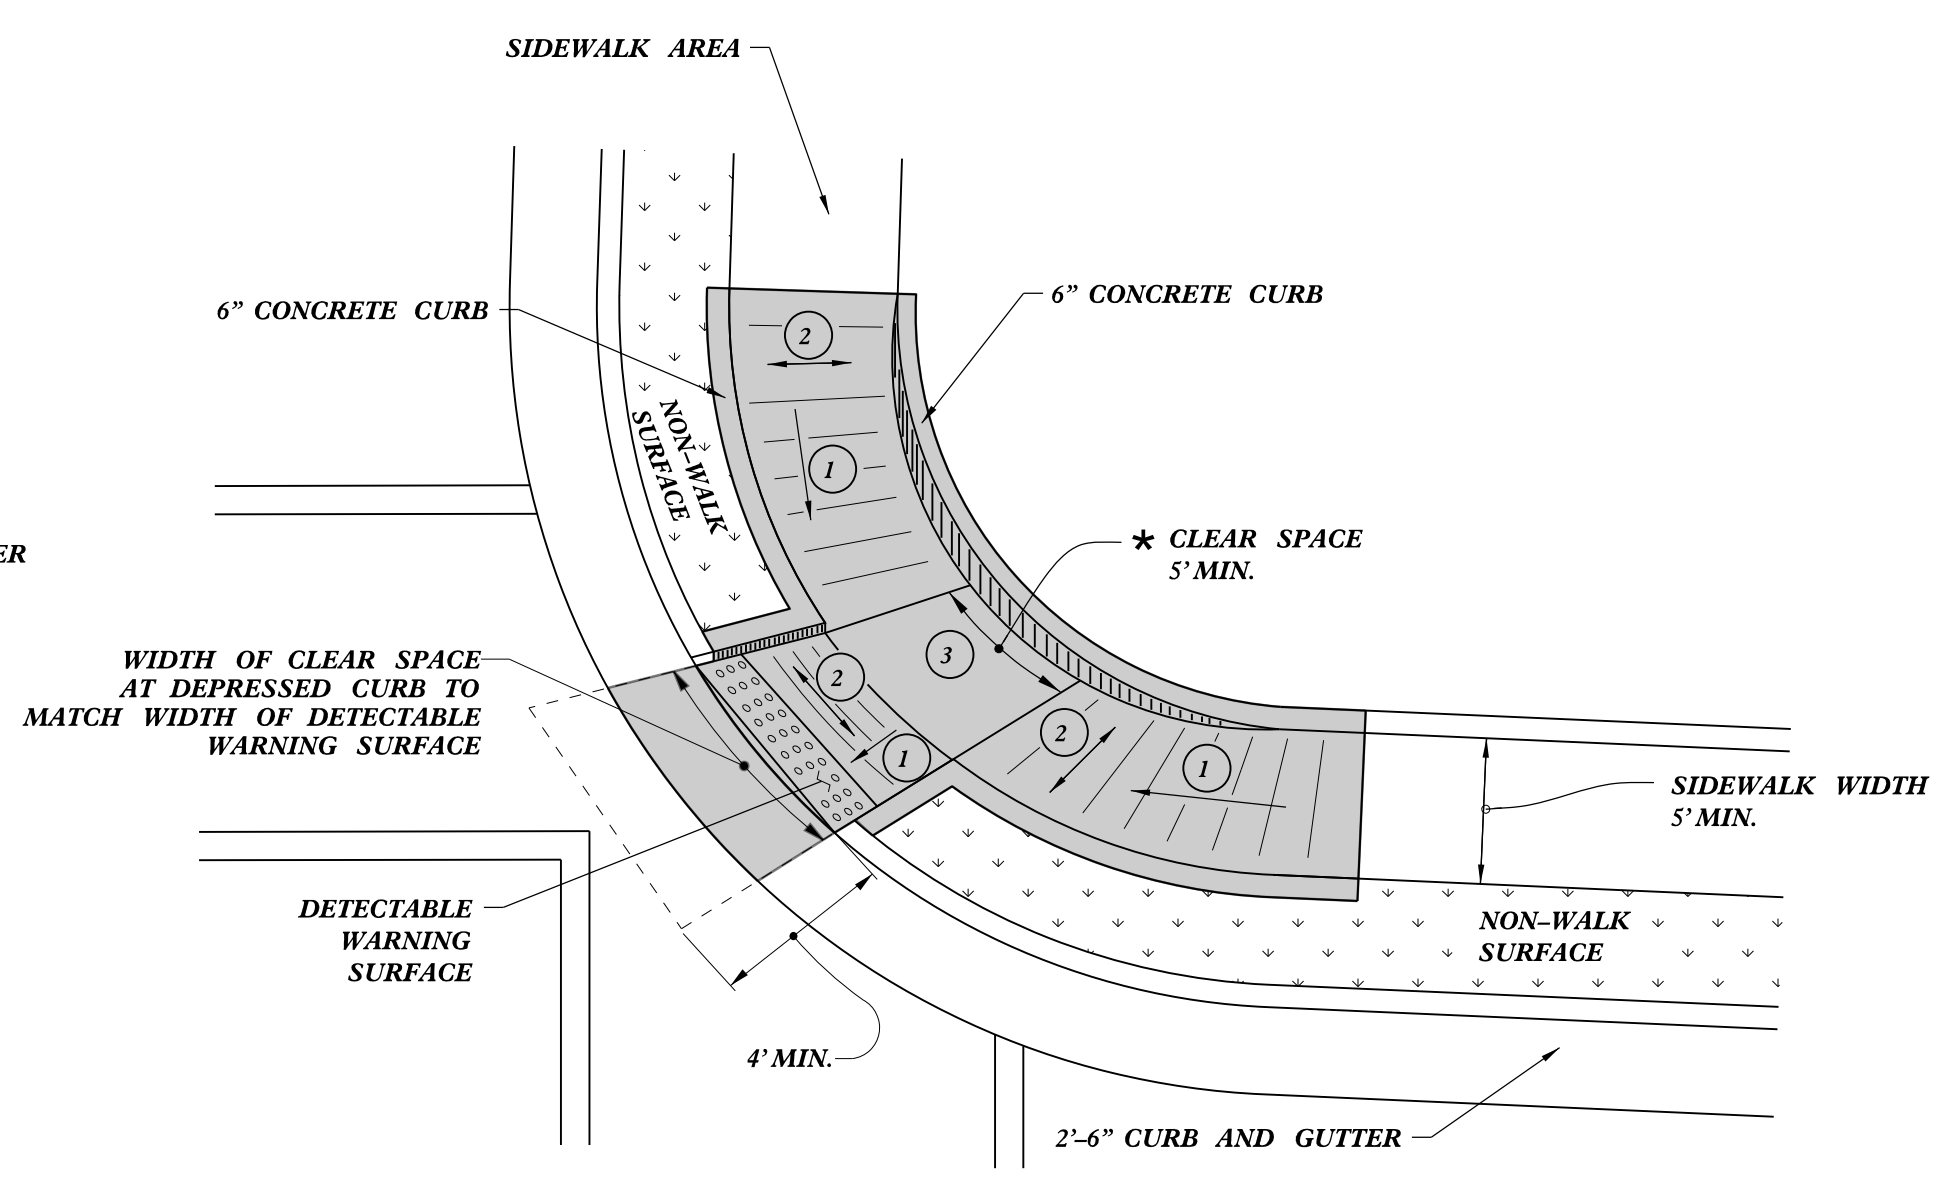 SIDEWALK AREA
6” CONCRETE CURB
6” CONCRETE CURB
2
1
NON–WALK
SURFACE
* CLEAR SPACE
5’ MIN.
ER
WIDTH OF CLEAR SPACE
AT DEPRESSED CURB TO
MATCH WIDTH OF DETECTABLE
WARNING SURFACE
3
2
1
2
1
SIDEWALK WIDTH
5’ MIN.
DETECTABLE
WARNING
SURFACE
NON–WALK
SURFACE
4’ MIN.
2’–6” CURB AND GUTTER